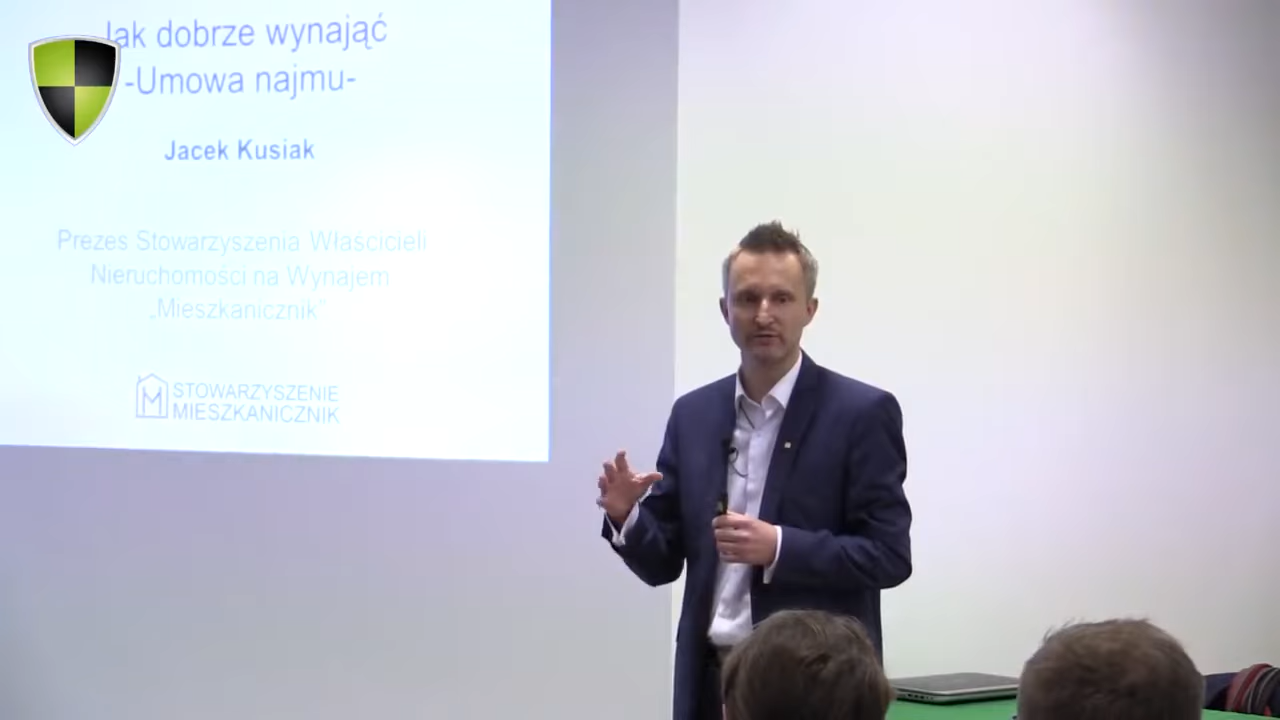 Jak dobrze wynająć
-Umowa najmu-
Jacek Kusiak
Prezes Stowarzyszenia Właścicieli
Nieruchomości na Wynajem
„Mieszkanicznik”
M STOWARZYSZENIE
MIESZKANICZNIK